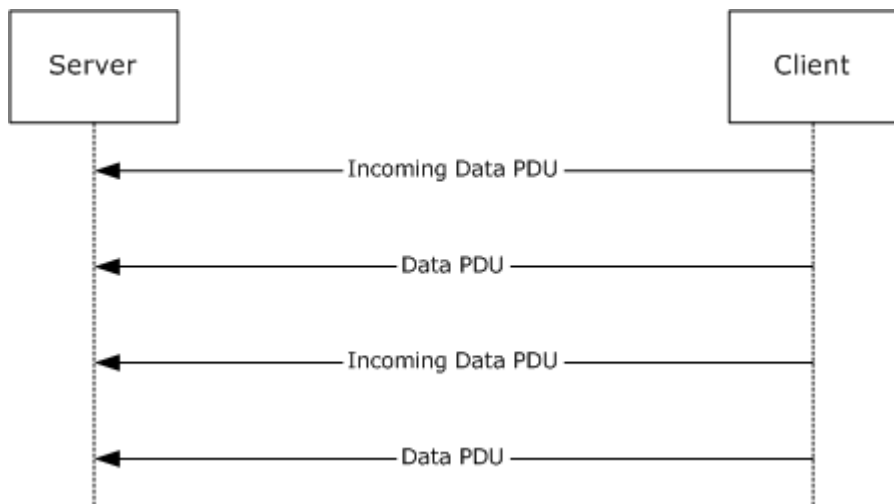 Server
Client
Incoming Data PDU
Data PDU
Incoming Data PDU
Data PDU